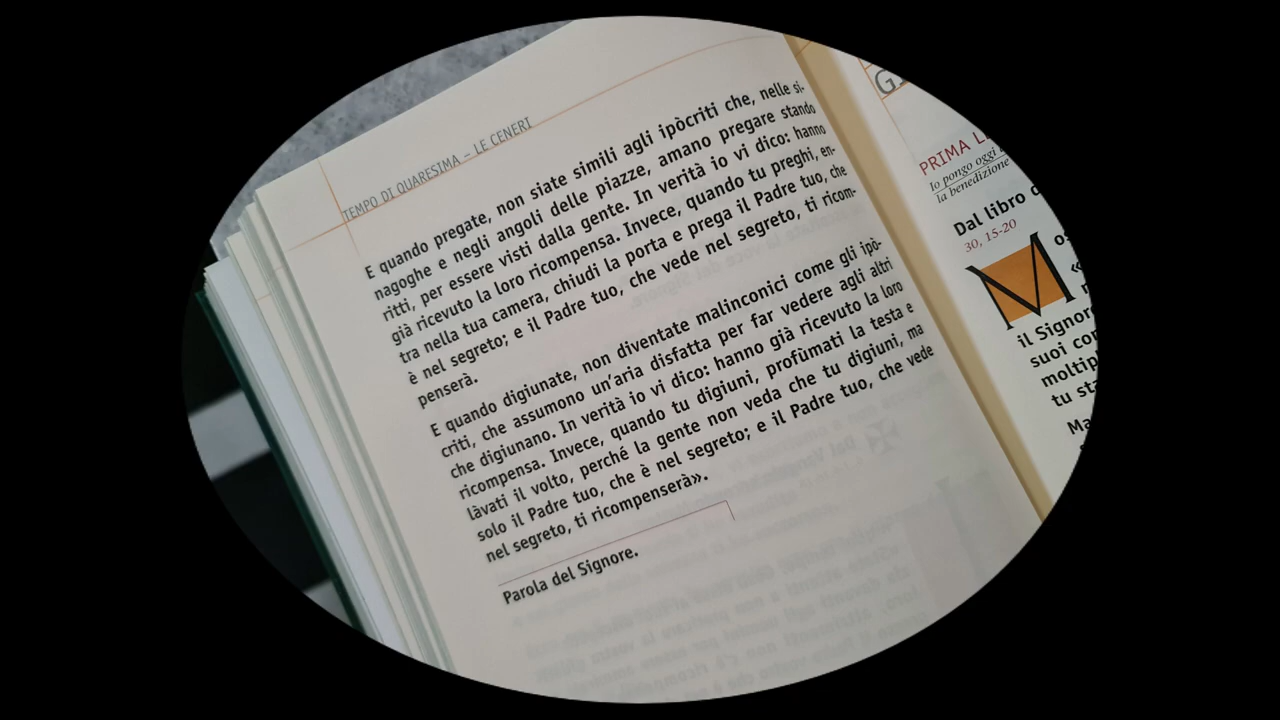 TEMPO DI QUARESIMA – LE CENERI
E quando pregate, non siate simili agli ipòcriti che, nelle si-
nagoghe e negli angoli delle piazze, amano pregare stando
ritti, per essere visti dalla gente. In verità io vi dico: hanno
già ricevuto la loro ricompensa. Invece, quando tu preghi, en-
tra nella tua camera, chiudi la porta e prega il Padre tuo, che
è nel segreto; e il Padre tuo, che vede nel segreto, ti ricom-
penserà.
E quando digiunate, non diventate malinconici come gli ipò-
criti, che assumono un'aria disfatta per far vedere agli altri
che digiunano. In verità io vi dico: hanno già ricevuto la loro
ricompensa. Invece, quando tu digiuni, profùmati la testa e
làvati il volto, perché la gente non veda che tu digiuni, ma
solo il Padre tuo, che è nel segreto; e il Padre tuo, che vede
nel segreto, ti ricompenserà».
Parola del Signore.
PRIMA
Io pongo oggi
la benedizione
Dal libro
30, 15-20
M
il Signor
suoi
moltip
tu